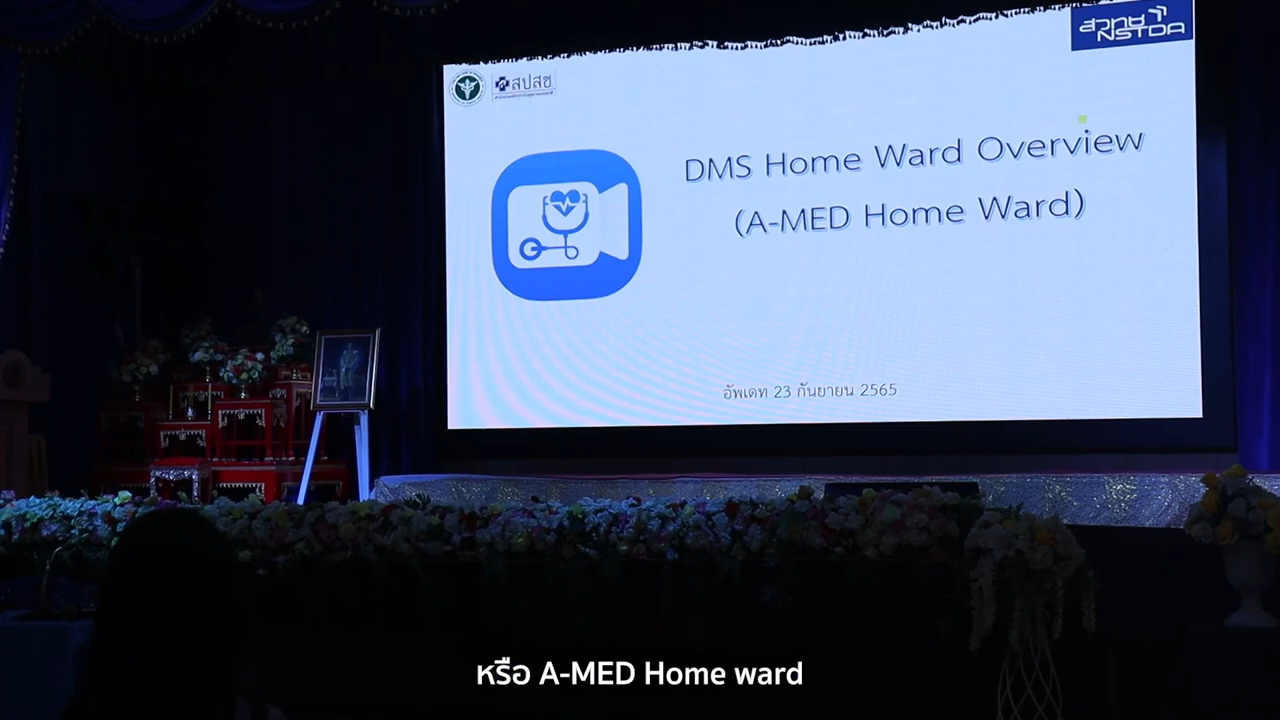 สปสช
สวทช
NSTDA
DMS Home Ward Overview
(A-MED Home Ward)
อัพเดท 23 กันยายน 2565
หรือ A-MED Home ward